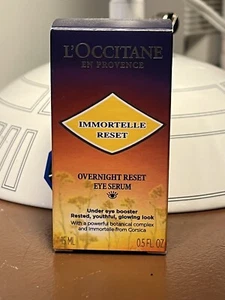 L'OCCITANE
EN PROVENCE
IMMORTELLE
RESET
OVERNIGHT RESET
EYE SERUM
Under eye booster
Rested, youthful, glowing look
With a powerful botanical complex
and Immortelle from Corsica
15 ML
0.5 FL. OZ